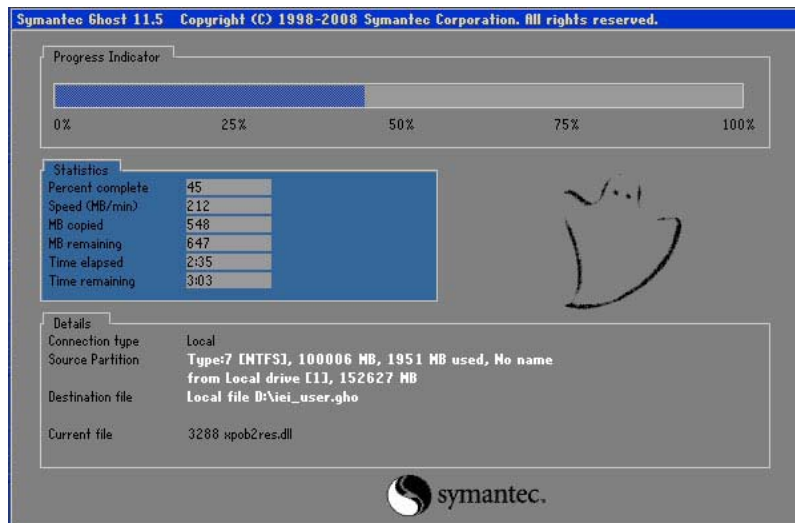 Symantec Ghost 11.5 Copyright (C) 1998-2008 Symantec Corporation. All rights reserved.
Progress Indicator
0% 25% 50% 75% 100%
Statistics
Percent complete 45
Speed (MB/min) 212
MB copied 548
MB remaining 647
Time elapsed 2:35
Time remaining 3:03
Details
Connection type Local
Source Partition Type:7 [NTFS], 100006 MB, 1951 MB used, No name
from Local drive [1], 152627 MB
Destination file Local file D:\iei_user.gho
Current file 3288 xpob2res.dll
symantec.